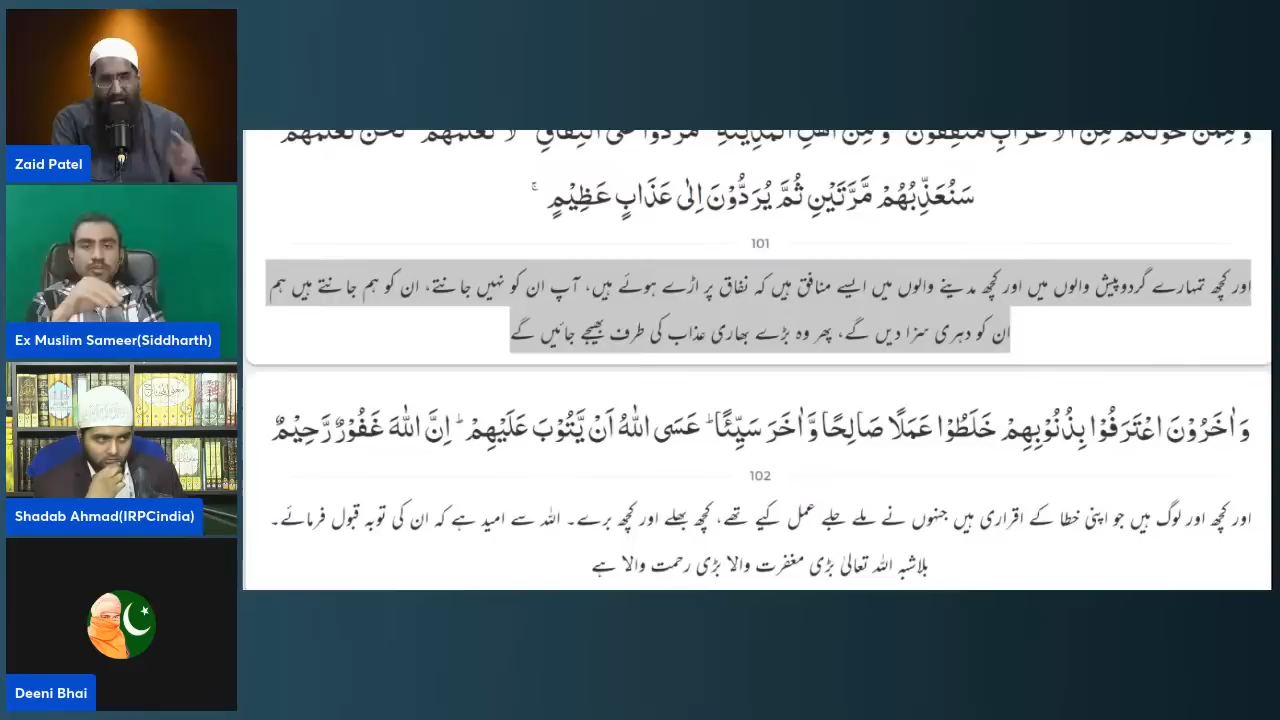 Zaid Patel
Ex Muslim Sameer(Siddharth)
Shadab Ahmad(IRPCindia)
Deeni Bhai
سَنُعَذِّبُهُمْ مَّرَّتَيْنِ ثُمَّ يُرَدُّوْنَ اِلٰى عَذَابٍ عَظِيْمٍ ۚ
101
اور کچھ تمہارے گردوپیش والوں میں اور کچھ مدینے والوں میں ایسے منافق ہیں کہ نفاق پر اڑے ہوئے ہیں، آپ ان کو نہیں جانتے، ان کو ہم جانتے ہیں ہم
ان کو دہری سزا دیں گے، پھر وہ بڑے بھاری عذاب کی طرف بھیجے جائیں گے
وَاٰخَرُوْنَ اعْتَرَفُوْا بِذُنُوْبِهِمْ خَلَطُوْا عَمَلًا صَالِحًا وَّاٰخَرَ سَيِّئًا ؕ عَسَى اللّٰهُ اَنْ يَّتُوْبَ عَلَيْهِمْ ؕ اِنَّ اللّٰهَ غَفُوْرٌ رَّحِيْمٌ
102
اور کچھ اور لوگ ہیں جو اپنی خطا کے اقراری ہیں جنہوں نے ملے جلے عمل کیے تھے، کچھ بھلے اور کچھ برے۔ اللہ سے امید ہے کہ ان کی توبہ قبول فرمائے۔
بلاشبہ اللہ تعالیٰ بڑی مغفرت والا بڑی رحمت والا ہے